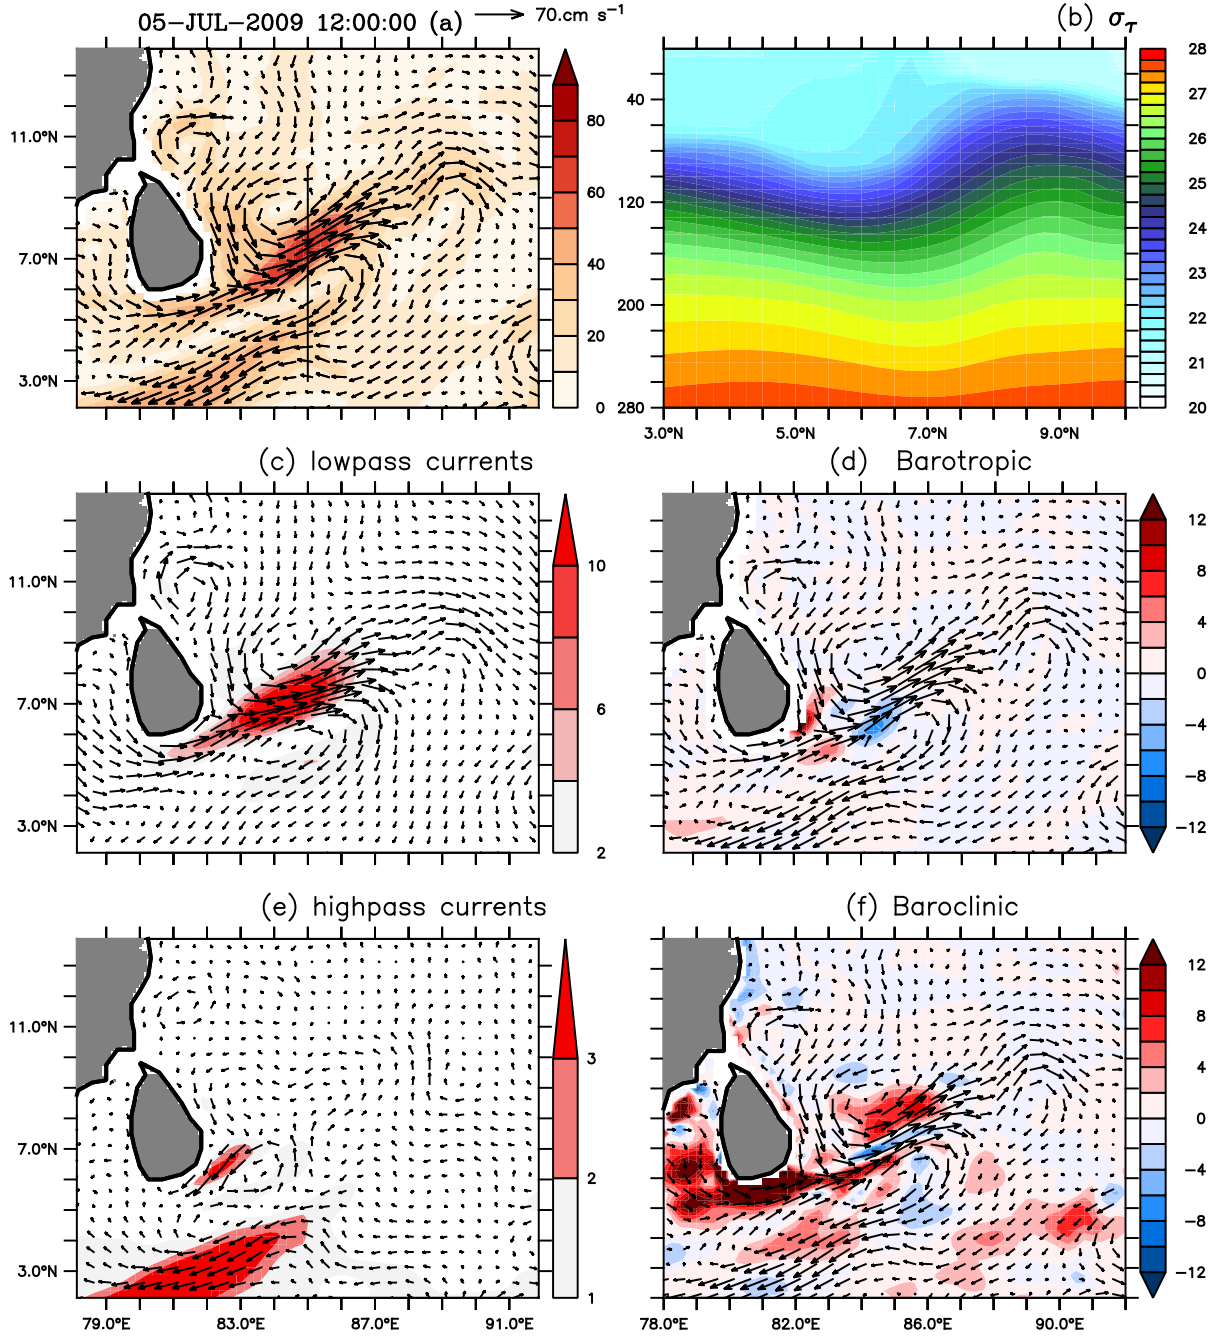 05-JUL-2009 12:00:00 (a) 70.cm s⁻¹
(b) στ
11.0°N
7.0°N
3.0°N
80
60
40
20
0
40
120
200
280
3.0°N 5.0°N 7.0°N 9.0°N
28
27
26
25
24
23
22
21
20
(c) lowpass currents
11.0°N
7.0°N
3.0°N
10
6
2
(d) Barotropic
12
8
4
0
−4
−8
−12
(e) highpass currents
11.0°N
7.0°N
3.0°N
79.0°E 83.0°E 87.0°E 91.0°E
3
2
1
(f) Baroclinic
78.0°E 82.0°E 86.0°E 90.0°E
12
8
4
0
−4
−8
−12